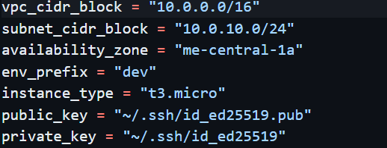 vpc_cidr_block = "10.0.0.0/16"
subnet_cidr_block = "10.0.10.0/24"
availability_zone = "me-central-1a"
env_prefix = "dev"
instance_type = "t3.micro"
public_key = "~/.ssh/id_ed25519.pub"
private_key = "~/.ssh/id_ed25519"